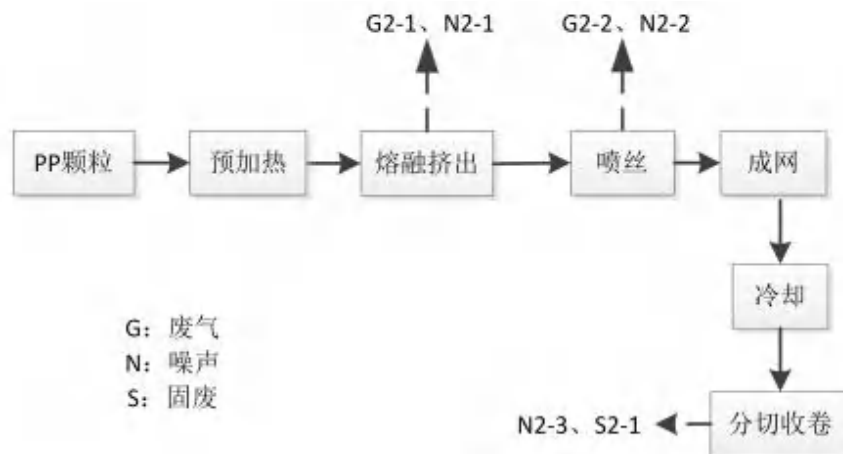 G2-1、N2-1
G2-2、N2-2
PP颗粒
预加热
熔融挤出
喷丝
成网
冷却
G：废气
N：噪声
S：固废
N2-3、S2-1
分切收卷